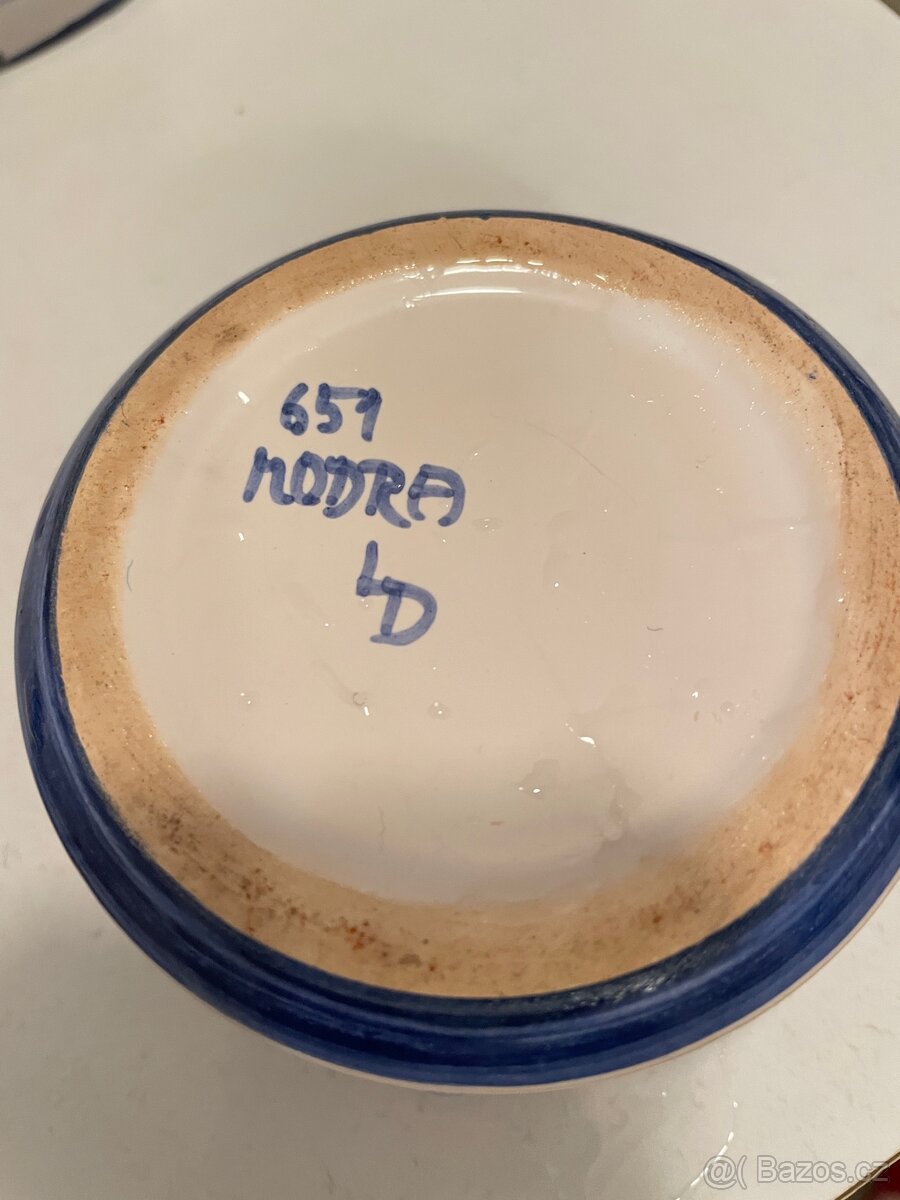 651
MODRA
LD
@( Bazos.cz